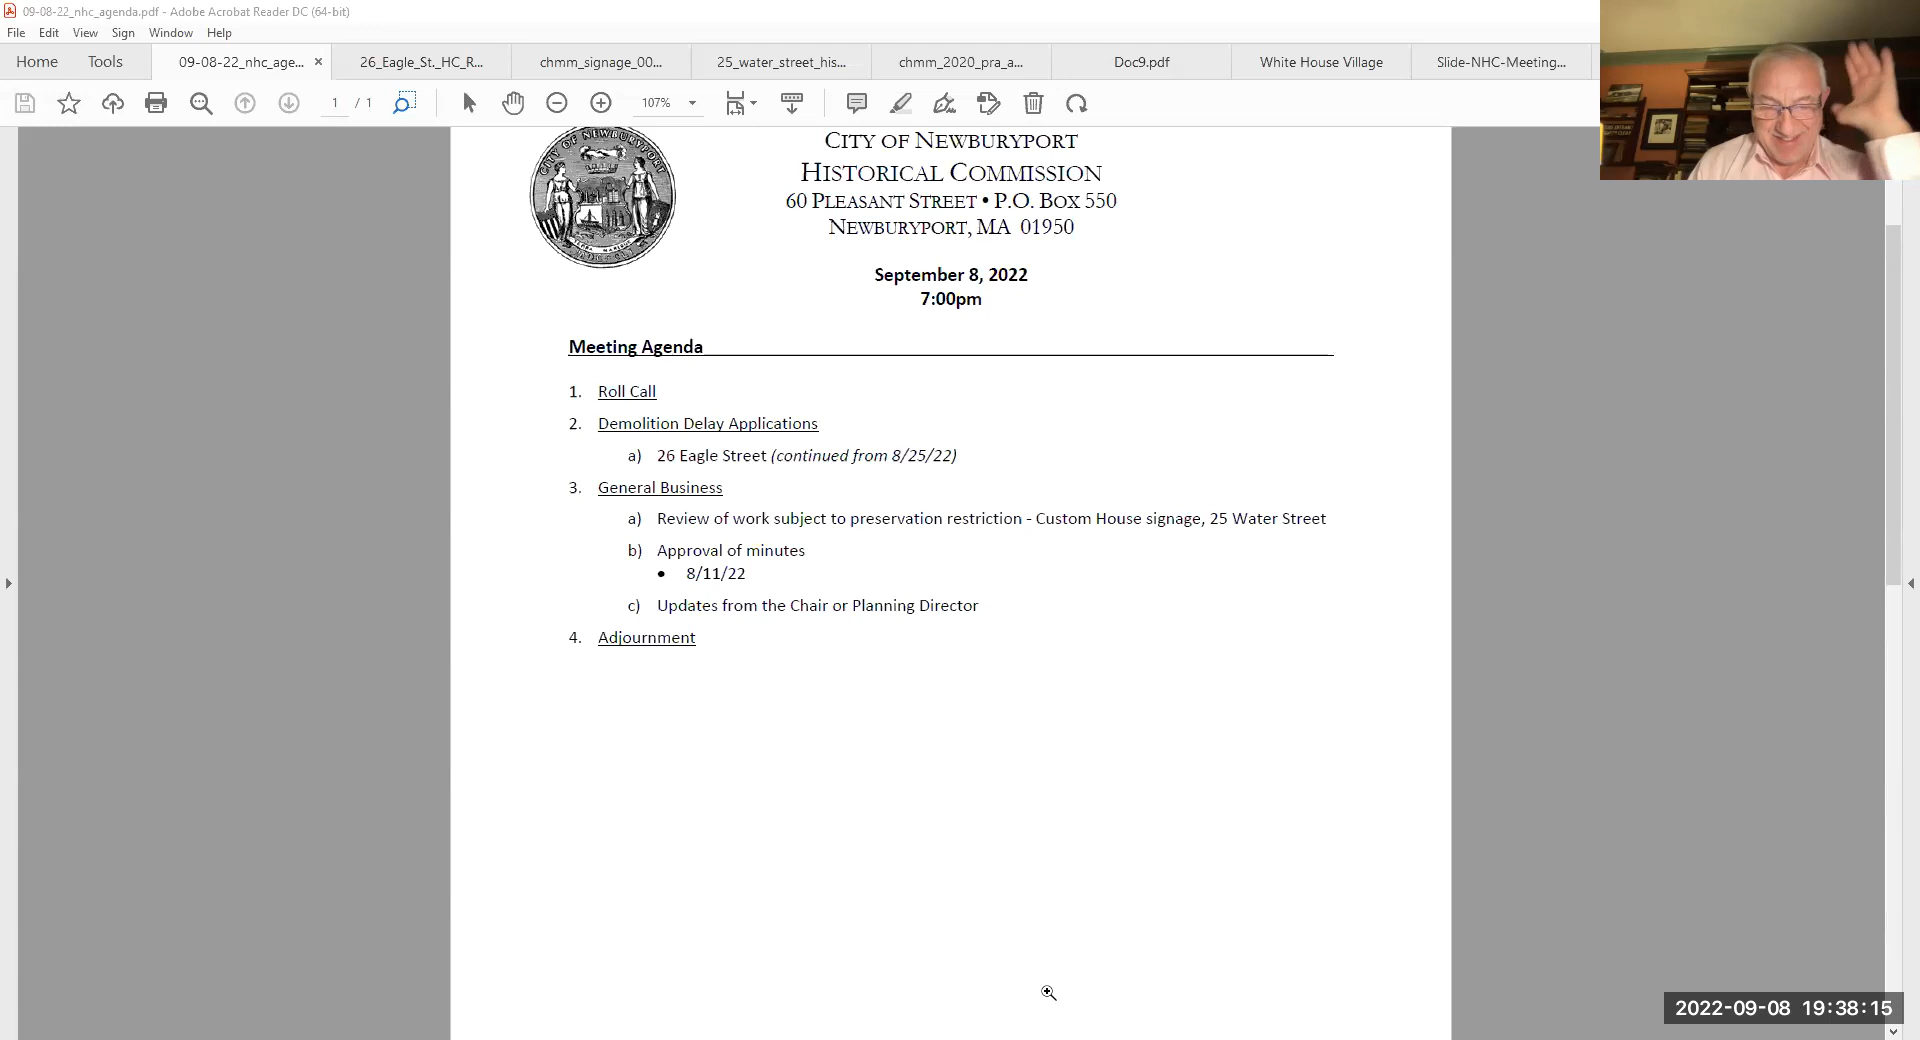 09-08-22_nhc_agenda.pdf - Adobe Acrobat Reader DC (64-bit)
File Edit View Sign Window Help
Home Tools 09-08-22_nhc_age... × 26_Eagle_St._HC_R... chmm_signage_00... 25_water_street_his... chmm_2020_pra_a... Doc9.pdf White House Village Slide-NHC-Meeting...
1 / 1 107%
CITY OF NEWBURYPORT
CITY OF NEWBURYPORT
HISTORICAL COMMISSION
60 PLEASANT STREET • P.O. BOX 550
NEWBURYPORT, MA 01950
September 8, 2022
7:00pm
Meeting Agenda
1. Roll Call
2. Demolition Delay Applications
a) 26 Eagle Street (continued from 8/25/22)
3. General Business
a) Review of work subject to preservation restriction - Custom House signage, 25 Water Street
b) Approval of minutes
• 8/11/22
c) Updates from the Chair or Planning Director
4. Adjournment
2022-09-08 19:38:15